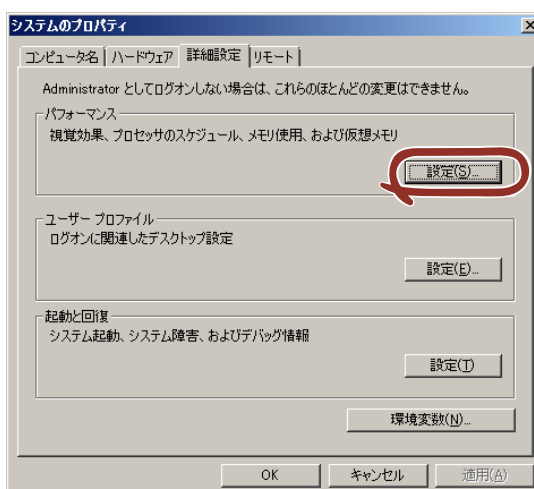 システムのプロパティ
コンピュータ名 ハードウェア 詳細設定 リモート
Administrator としてログオンしない場合は、これらのほとんどの変更はできません。
パフォーマンス
視覚効果、プロセッサのスケジュール、メモリ使用、および仮想メモリ
設定(S)...
ユーザー プロファイル
ログオンに関連したデスクトップ設定
設定(E)...
起動と回復
システム起動、システム障害、およびデバッグ情報
設定(T)
環境変数(N)...
OK キャンセル 適用(A)